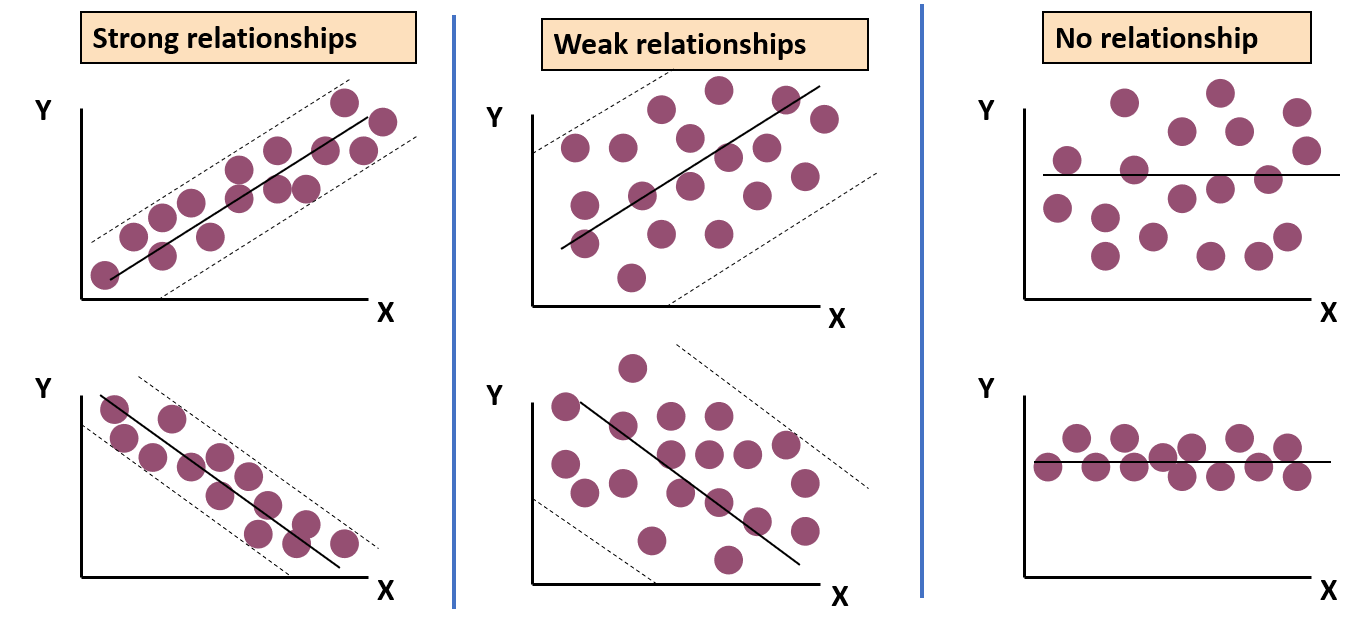 Strong relationships
Weak relationships
No relationship
Y
X
Y
X
Y
X
Y
X
Y
X
Y
X